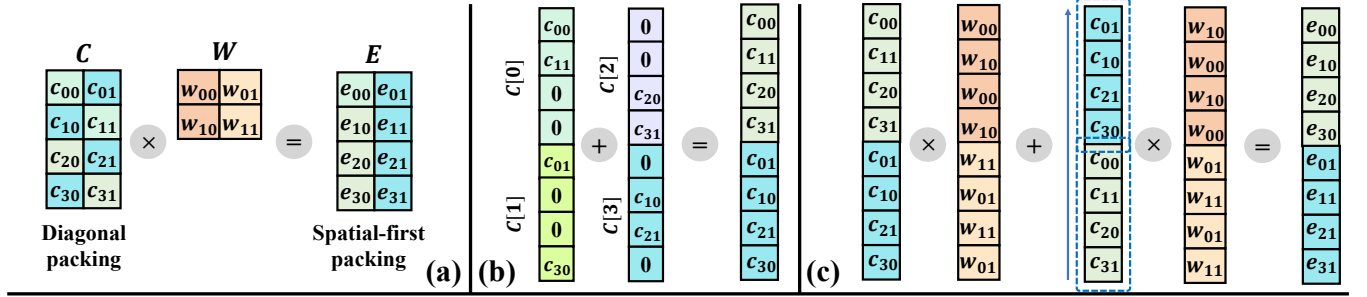 C W E
c00 c01 w00 w01 e00 e01
c10 c11 × w10 w11 = e10 e11
c20 c21 e20 e21
c30 c31 e30 e31
Diagonal
packing
Spatial-first
packing
(a)
C[0]
C[1]
c00
c11
0
0
c01
0
0
c30
+
C[2]
C[3]
0
0
c20
c31
0
c10
c21
0
=
c00
c11
c20
c31
c01
c10
c21
c30
(b)
c00
c11
c20
c31
c01
c10
c21
c30
×
w00
w10
w00
w10
w11
w01
w11
w01
+
c01
c10
c21
c30
c00
c11
c20
c31
×
w10
w00
w10
w00
w01
w11
w01
w11
=
e00
e10
e20
e30
e01
e11
e21
e31
(c)